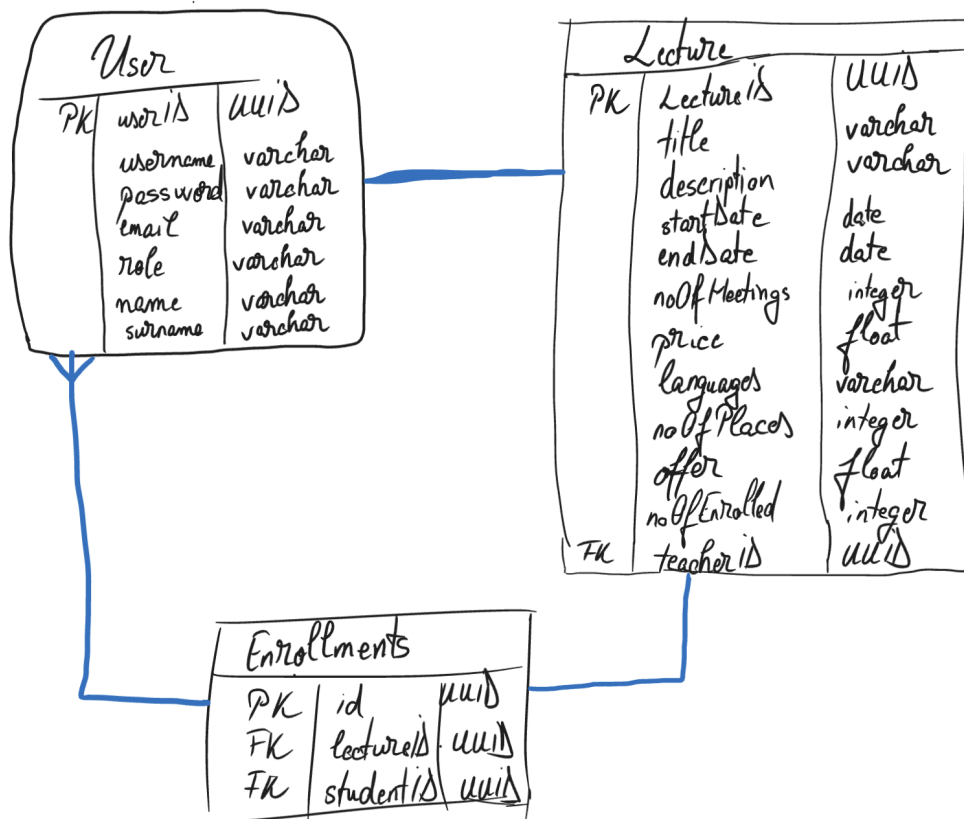 User
PK userID UUID
username varchar
password varchar
email varchar
role varchar
name varchar
surname varchar
Lecture
PK LectureID UUID
title varchar
description varchar
startDate date
endDate date
noOfMeetings integer
price float
languages varchar
noOfPlaces integer
offer float
noOfEnrolled integer
FK teacherID UUID
Enrollments
PK id UUID
FK lectureID UUID
FK studentID UUID